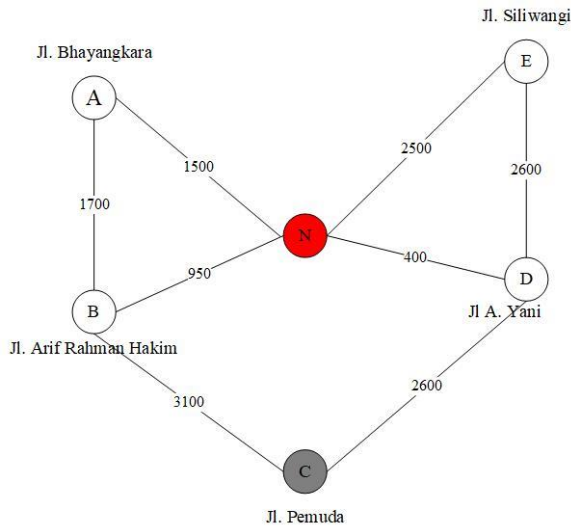 Jl. Siliwangi
Jl. Bhayangkara
E
A
2500
1500
2600
1700
N
950
400
B
D
Jl A. Yani
Jl. Arif Rahman Hakim
3100
2600
C
Jl. Pemuda